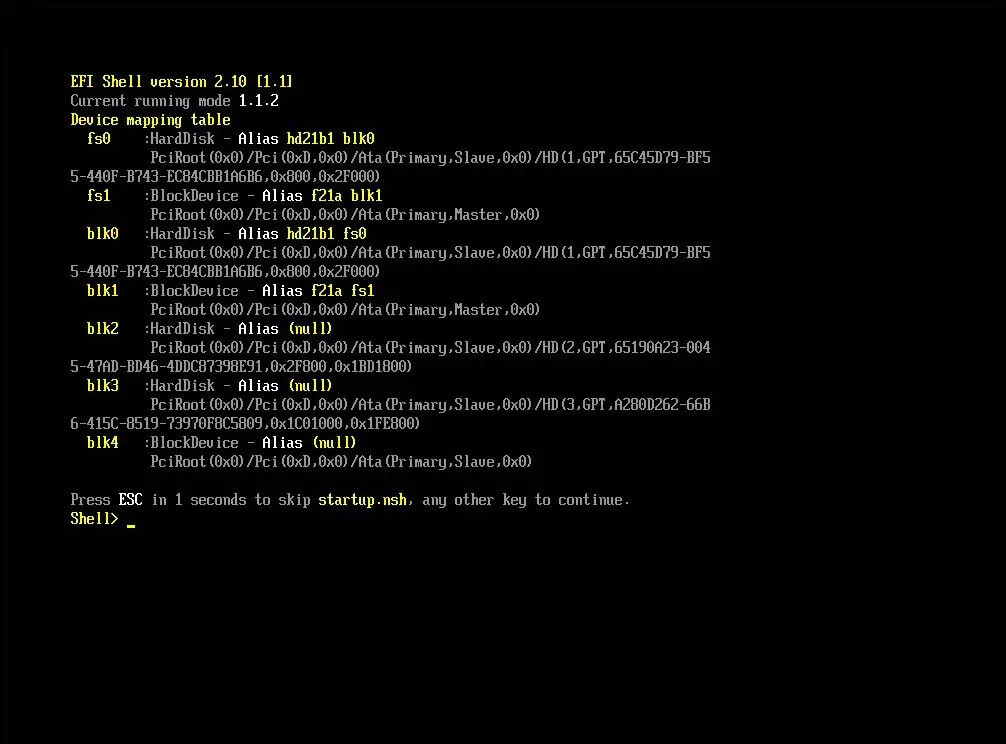 EFI Shell version 2.10 [1.1]
Current running mode 1.1.2
Device mapping table
fs0 :HardDisk - Alias hd21b1 blk0
PciRoot(0x0)/Pci(0xD,0x0)/Ata(Primary,Slave,0x0)/HD(1,GPT,65C45D79-BF5
5-440F-B743-EC84CBB1A6B6,0x800,0x2F000)
fs1 :BlockDevice - Alias f21a blk1
PciRoot(0x0)/Pci(0xD,0x0)/Ata(Primary,Master,0x0)
blk0 :HardDisk - Alias hd21b1 fs0
PciRoot(0x0)/Pci(0xD,0x0)/Ata(Primary,Slave,0x0)/HD(1,GPT,65C45D79-BF5
5-440F-B743-EC84CBB1A6B6,0x800,0x2F000)
blk1 :BlockDevice - Alias f21a fs1
PciRoot(0x0)/Pci(0xD,0x0)/Ata(Primary,Master,0x0)
blk2 :HardDisk - Alias (null)
PciRoot(0x0)/Pci(0xD,0x0)/Ata(Primary,Slave,0x0)/HD(2,GPT,65190A23-004
5-47AD-BD46-4DDC87398E91,0x2F800,0x1BD1800)
blk3 :HardDisk - Alias (null)
PciRoot(0x0)/Pci(0xD,0x0)/Ata(Primary,Slave,0x0)/HD(3,GPT,A280D262-66B
6-415C-8519-73970F8C5809,0x1C01000,0x1FE800)
blk4 :BlockDevice - Alias (null)
PciRoot(0x0)/Pci(0xD,0x0)/Ata(Primary,Slave,0x0)
Press ESC in 1 seconds to skip startup.nsh, any other key to continue.
Shell> _